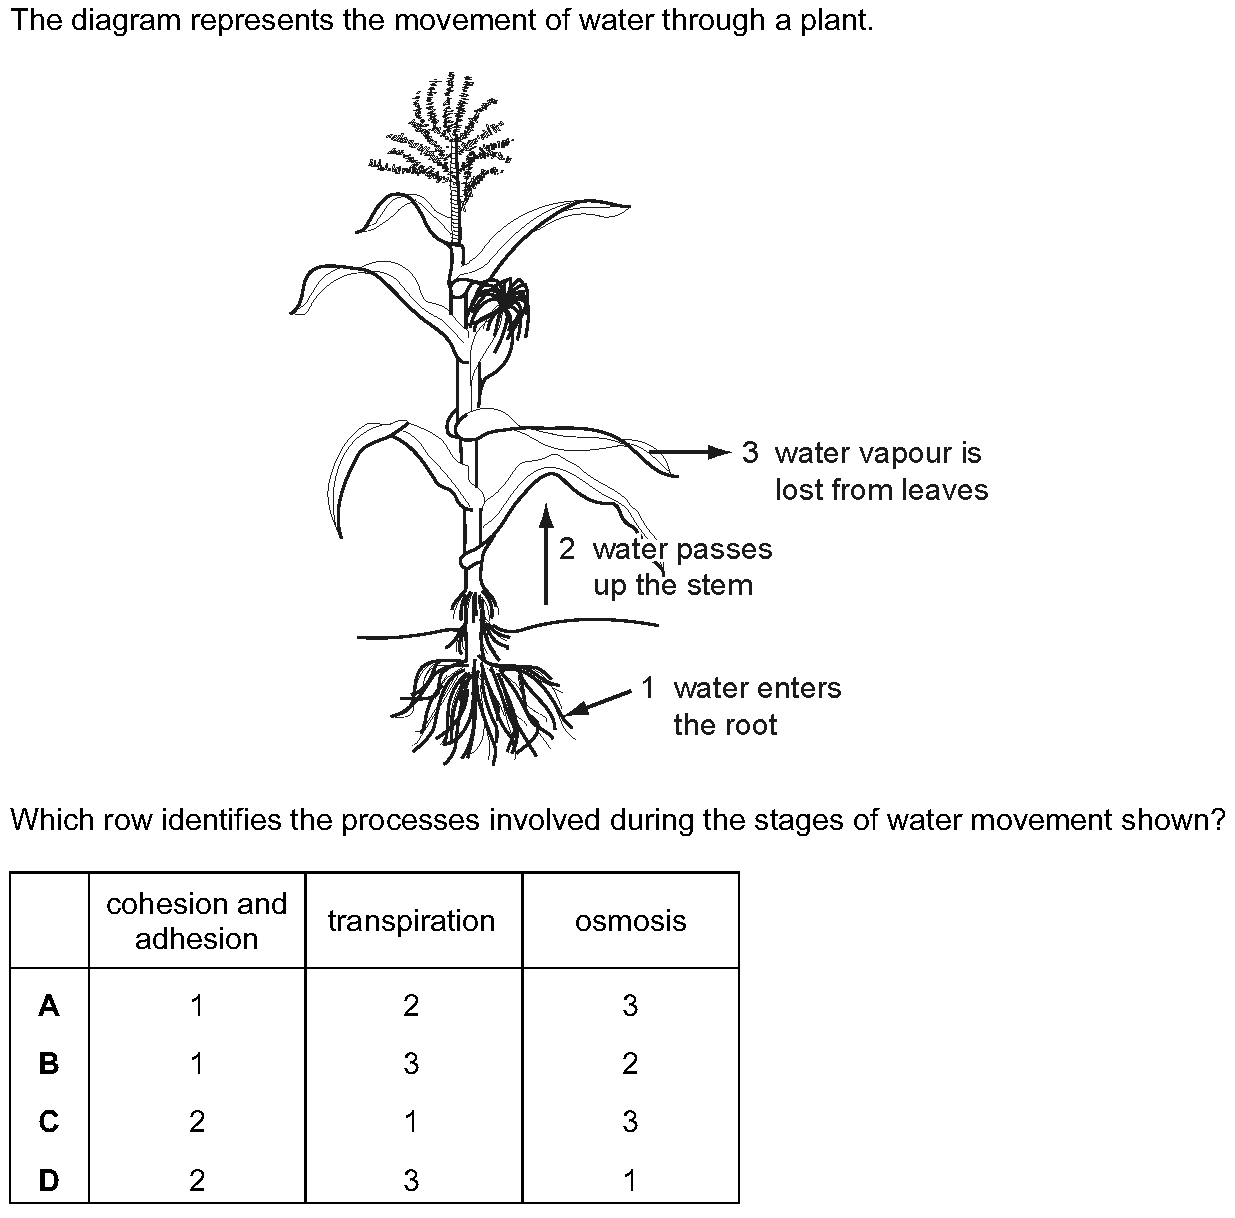 The diagram represents the movement of water through a plant.
3 water vapour is
lost from leaves
2 water passes
up the stem
1 water enters
the root
Which row identifies the processes involved during the stages of water movement shown?
cohesion and
adhesion transpiration osmosis
A 1 2 3
B 1 3 2
C 2 1 3
D 2 3 1